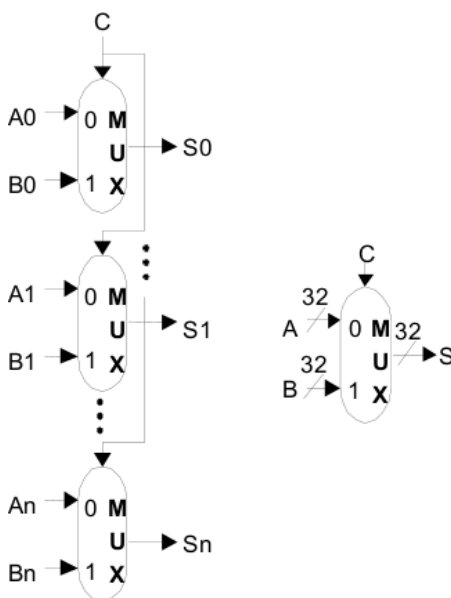 C
A0 0 M
U S0
B0 1 X
A1 0 M
U S1
B1 1 X
An 0 M
U Sn
Bn 1 X
C
32
A 0 M 32
U S
32
B 1 X